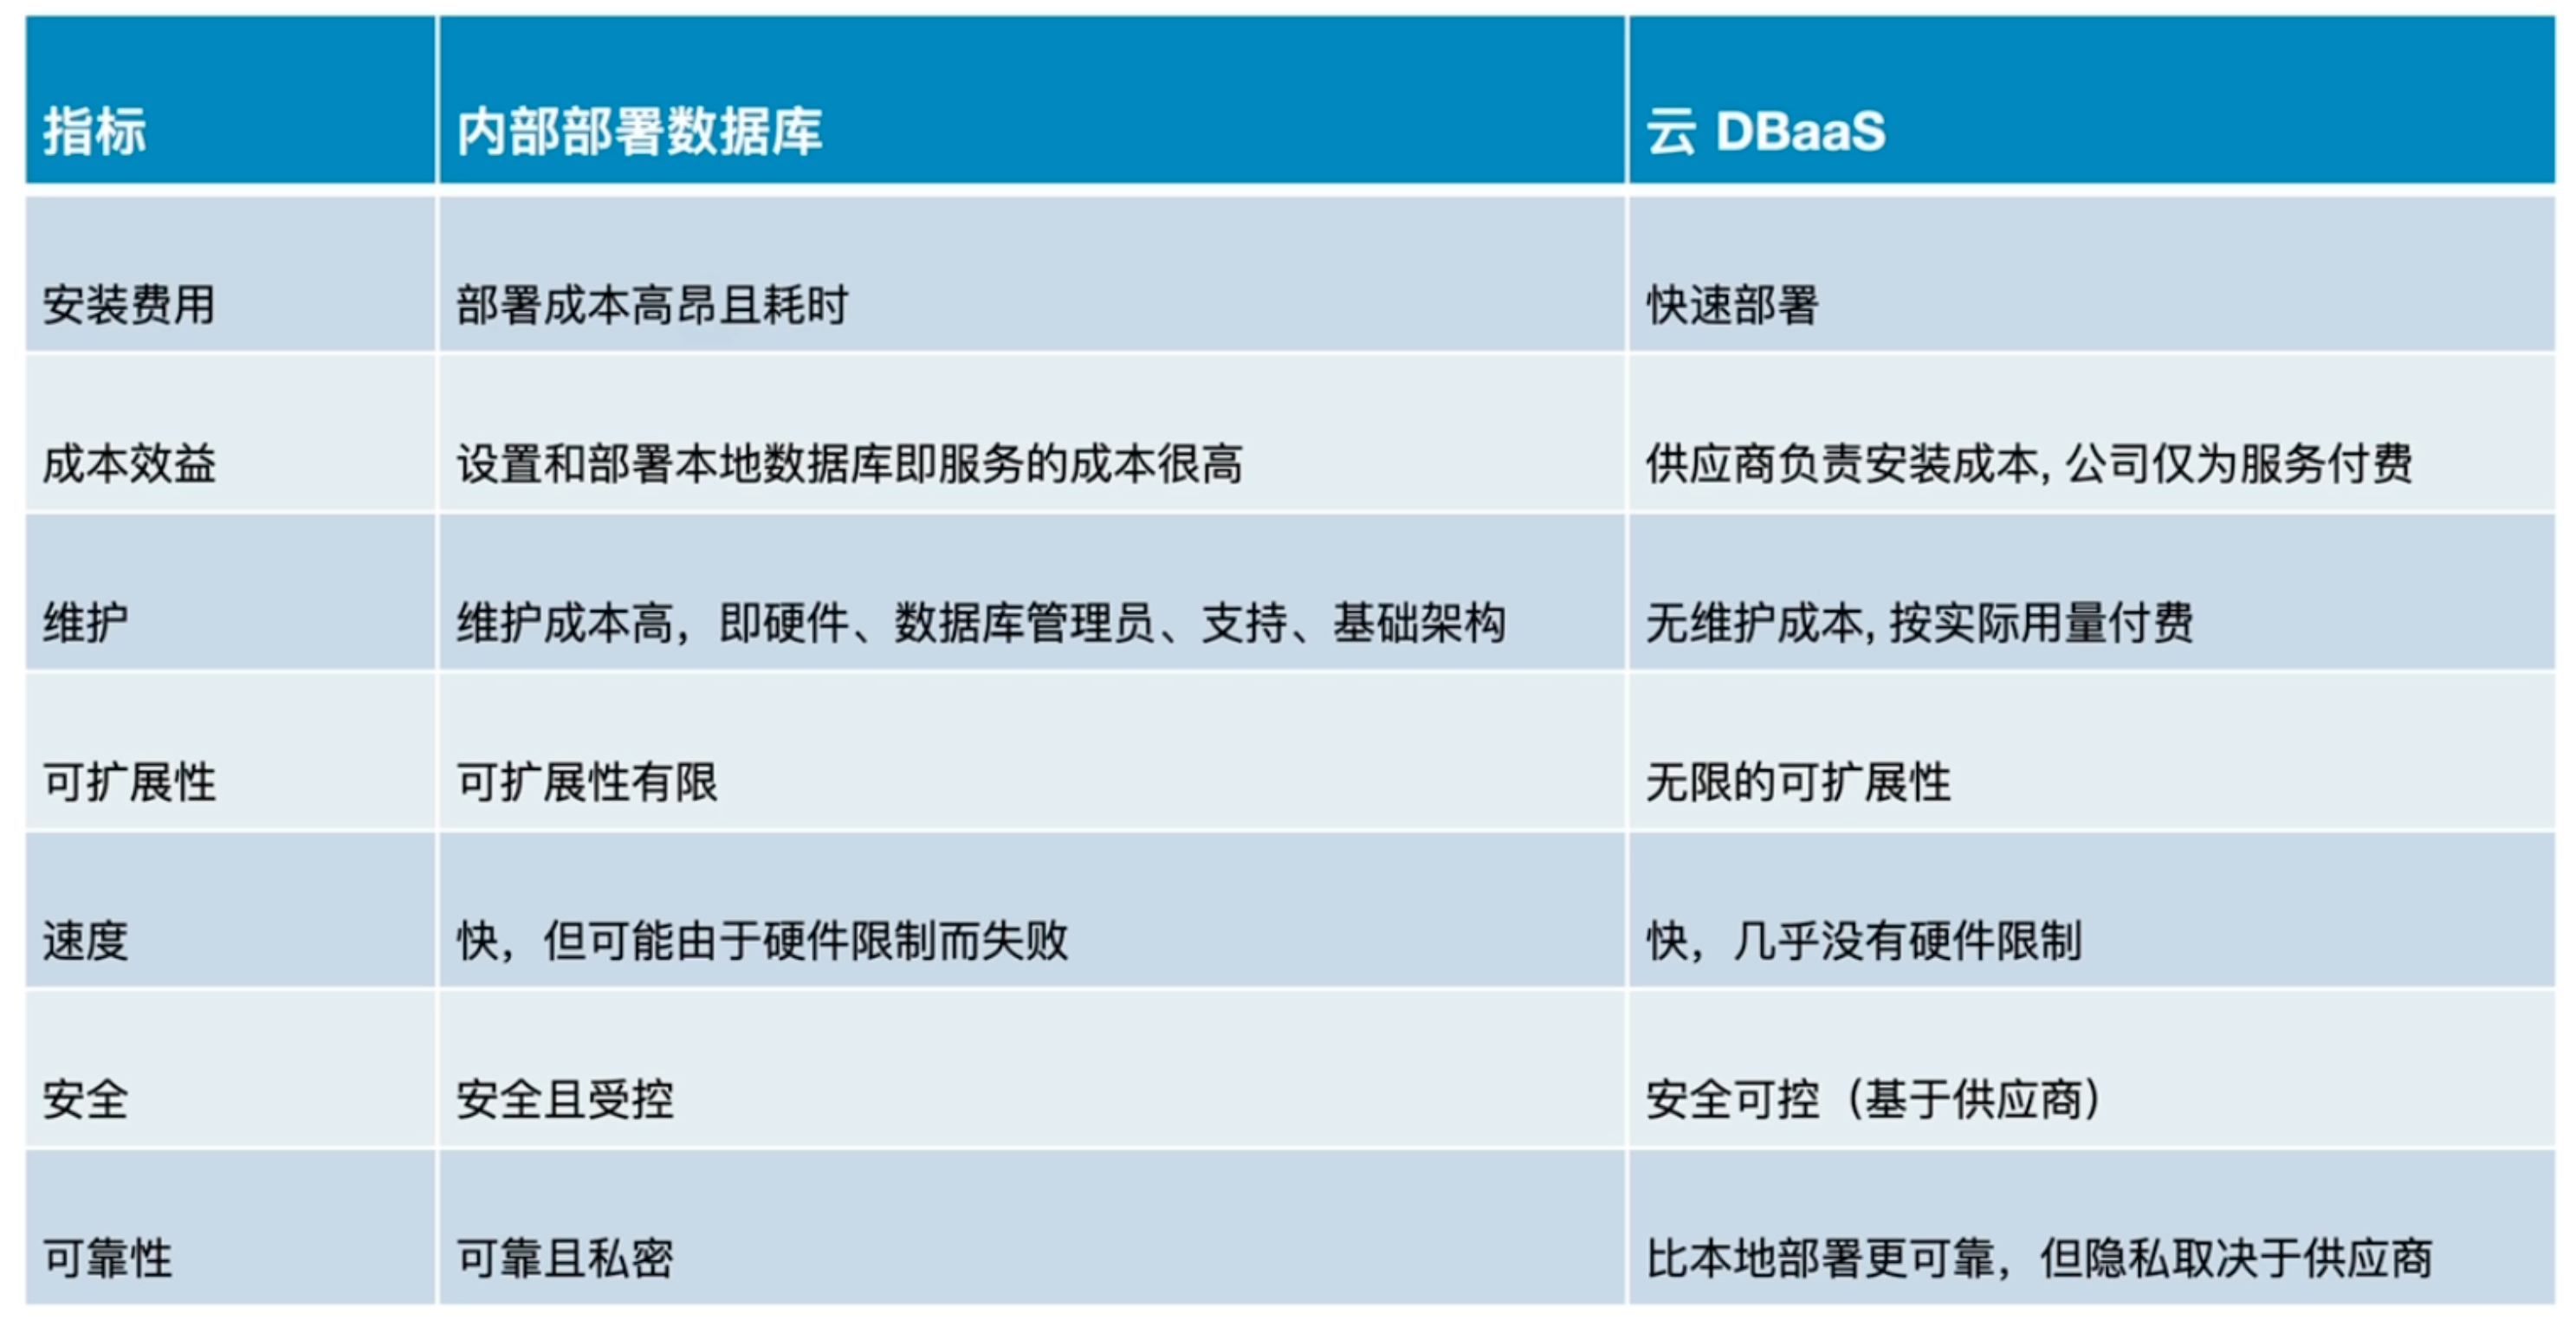 指标
内部部署数据库
云 DBaaS
安装费用
部署成本高昂且耗时
快速部署
成本效益
设置和部署本地数据库即服务的成本很高
供应商负责安装成本, 公司仅为服务付费
维护
维护成本高，即硬件、数据库管理员、支持、基础架构
无维护成本, 按实际用量付费
可扩展性
可扩展性有限
无限的可扩展性
速度
快，但可能由于硬件限制而失败
快，几乎没有硬件限制
安全
安全且受控
安全可控（基于供应商）
可靠性
可靠且私密
比本地部署更可靠，但隐私取决于供应商